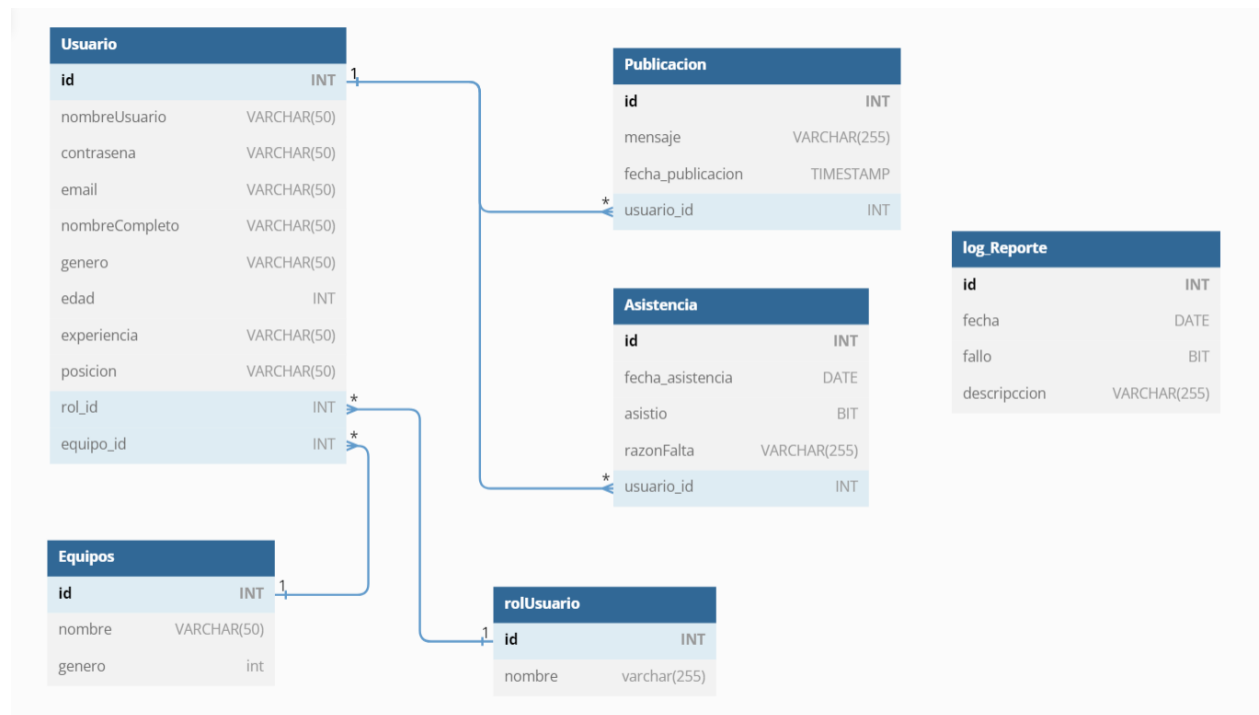 Usuario
id INT
nombreUsuario VARCHAR(50)
contrasena VARCHAR(50)
email VARCHAR(50)
nombreCompleto VARCHAR(50)
genero VARCHAR(50)
edad INT
experiencia VARCHAR(50)
posicion VARCHAR(50)
rol_id INT
equipo_id INT
1
*
*
Publicacion
id INT
mensaje VARCHAR(255)
fecha_publicacion TIMESTAMP
* usuario_id INT
Asistencia
id INT
fecha_asistencia DATE
asistio BIT
razonFalta VARCHAR(255)
* usuario_id INT
log_Reporte
id INT
fecha DATE
fallo BIT
descripccion VARCHAR(255)
Equipos
id INT 1
nombre VARCHAR(50)
genero int
rolUsuario
1 id INT
nombre varchar(255)